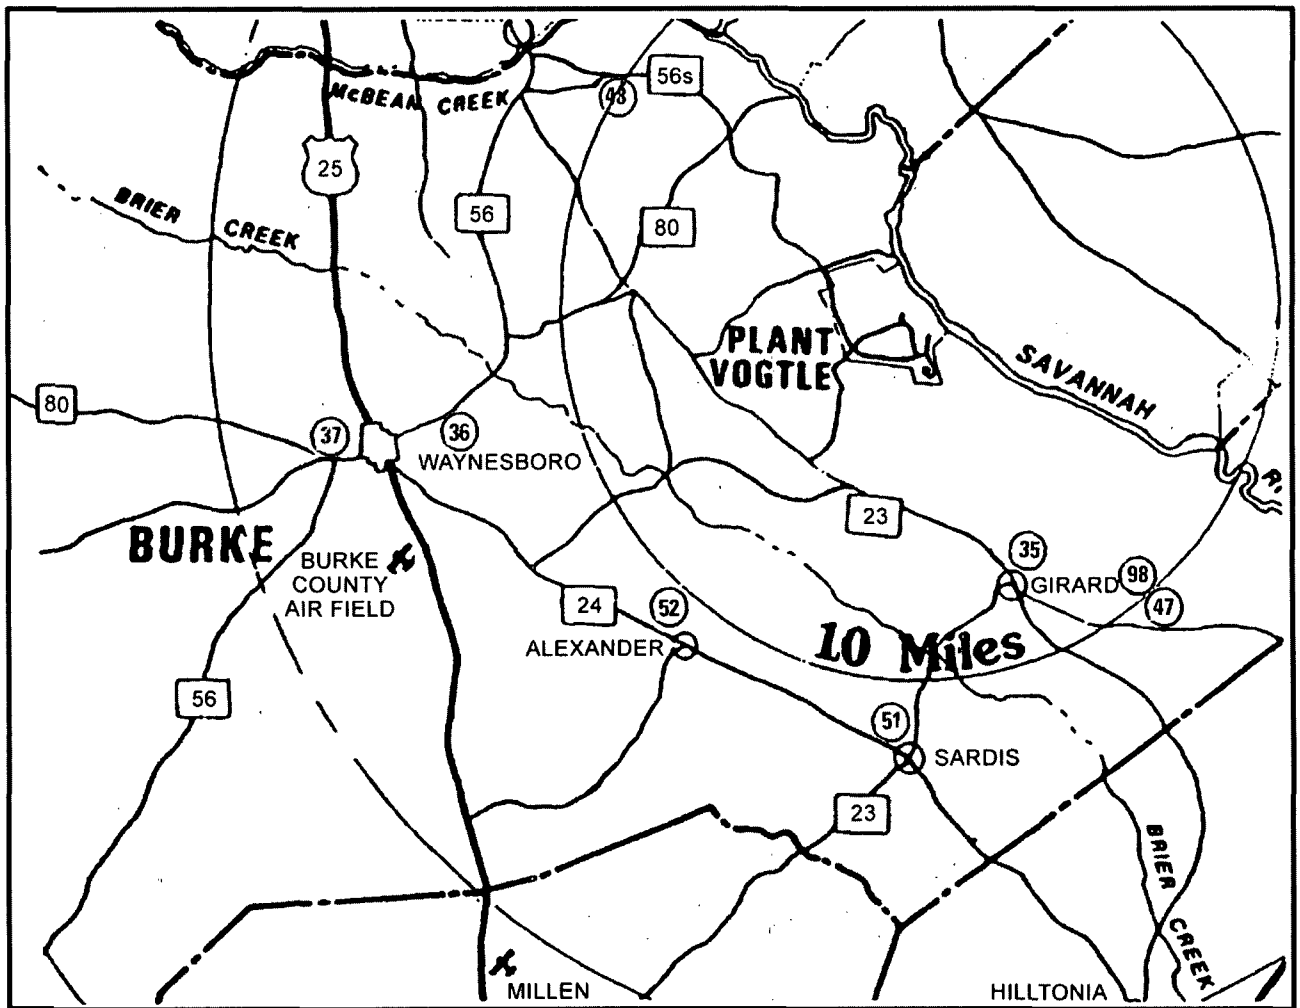 56s
McBEAN CREEK
43
25
BRIER CREEK
56
80
PLANT
VOGTLE
SAVANNAH
80
37
36
WAYNESBORO
23
BURKE
BURKE
COUNTY
AIR FIELD
35
GIRARD
98
47
24
52
ALEXANDER
10 Miles
56
51
SARDIS
23
BRIER CREEK
MILLEN
HILLTONIA